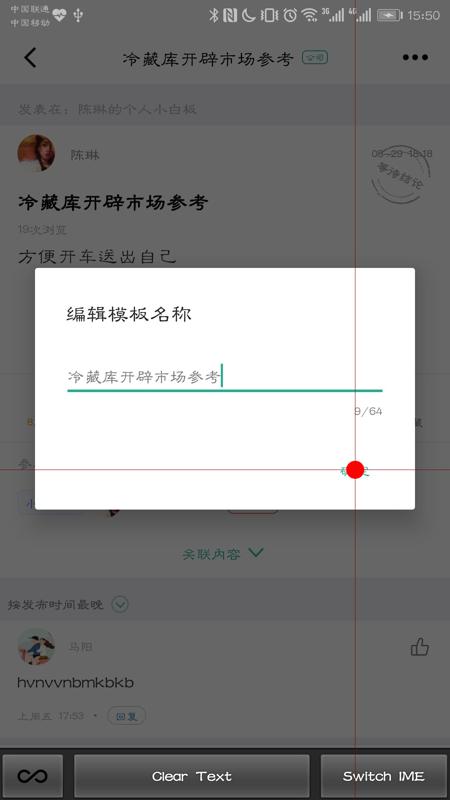 中国联通
中国移动
3G
4G
15:50
冷藏库开辟市场参考 公司
发表在：陈琳的个人小白板
陈琳
08-29 18:18
等待结论
冷藏库开辟市场参考
19次浏览
方便开车送出自己
编辑模板名称
冷藏库开辟市场参考
9/64
关联内容
按发布时间最晚
马阳
hvnvvnbmkbkb
上周五 17:53 · 回复
Clear Text
Switch IME